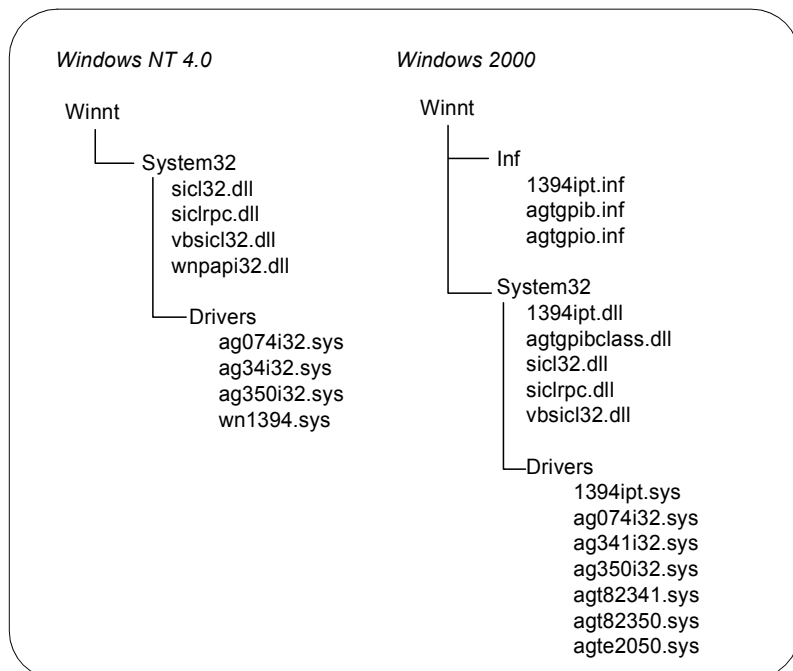 Windows NT 4.0
Winnt
System32
sicl32.dll
siclrpc.dll
vbsicl32.dll
wnpapi32.dll
Drivers
ag074i32.sys
ag34i32.sys
ag350i32.sys
wn1394.sys
Windows 2000
Winnt
Inf
1394ipt.inf
agtgpib.inf
agtgpio.inf
System32
1394ipt.dll
agtgpibclass.dll
sicl32.dll
siclrpc.dll
vbsicl32.dll
Drivers
1394ipt.sys
ag074i32.sys
ag341i32.sys
ag350i32.sys
agt82341.sys
agt82350.sys
agte2050.sys